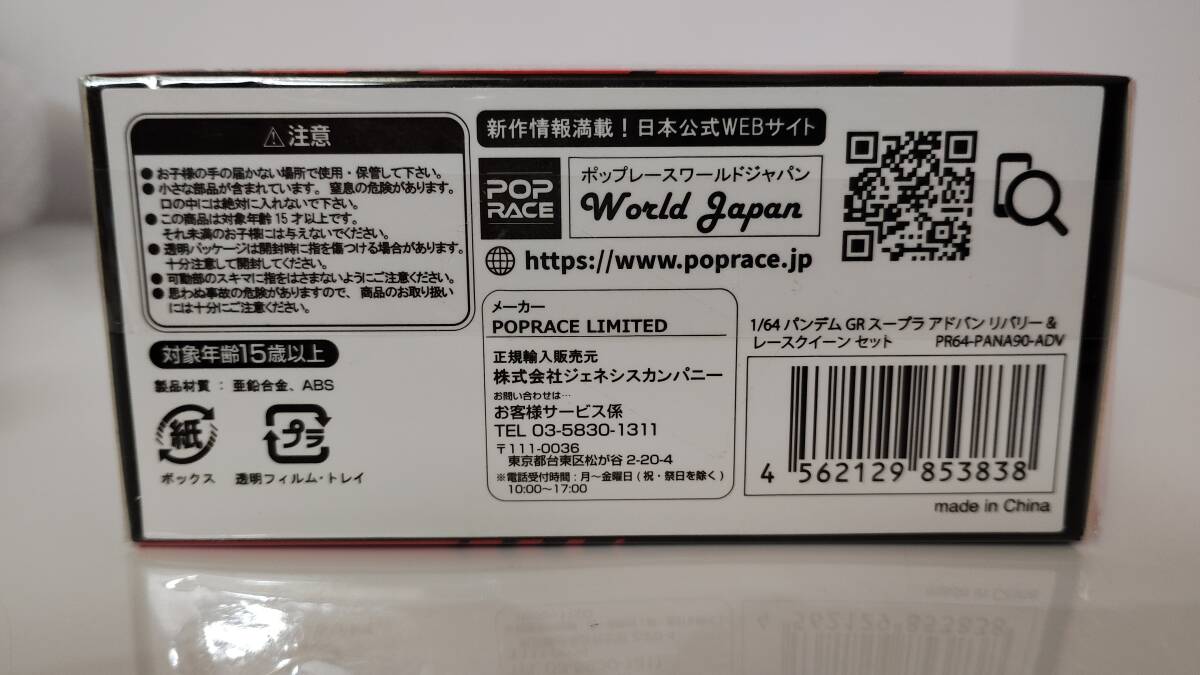 ⚠注意
●お子様の手の届かない場所で使用・保管して下さい。
●小さな部品が含まれています。窒息の危険があります。
口の中には絶対に入れないで下さい。
●この商品は対象年齢15才以上です。
それ未満のお子様には与えないでください。
●透明パッケージは開封時に指を傷つける場合があります。
十分注意して開封してください。
●可動部のスキマに指をはさまないようにご注意ください。
●思わぬ事故の危険がありますので、商品のお取り扱い
には十分にご注意ください。
対象年齢15歳以上
製品材質：亜鉛合金、ABS
紙
ボックス
プラ
透明フィルム・トレイ
新作情報満載！日本公式WEBサイト
POP
RACE
ポップレースワールドジャパン
World Japan
https://www.poprace.jp
メーカー
POPRACE LIMITED
正規輸入販売元
株式会社ジェネシスカンパニー
お問い合わせは…
お客様サービス係
TEL 03-5830-1311
〒111-0036
東京都台東区松が谷 2-20-4
※電話受付時間：月～金曜日(祝・祭日を除く)
10:00～17:00
1/64 パンデム GR スープラ アドバン リバリー &
レースクイーン セット PR64-PANA90-ADV
4 562129 853838
made in China